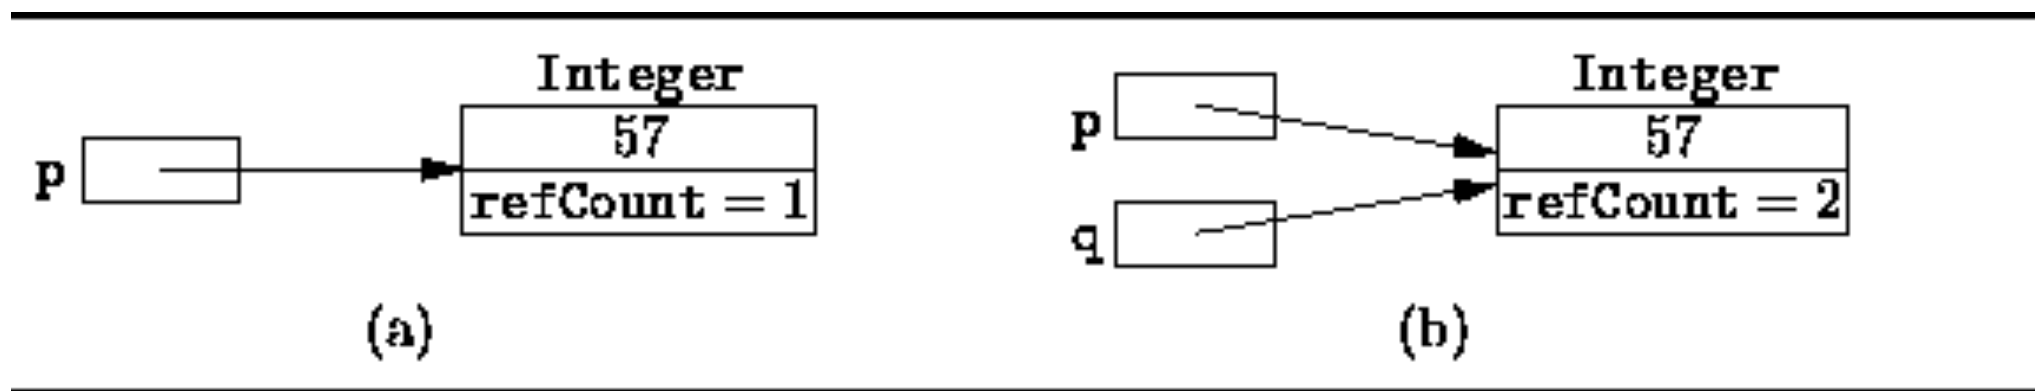 Integer
p
57
refCount = 1
(a)
Integer
p
57
q
refCount = 2
(b)